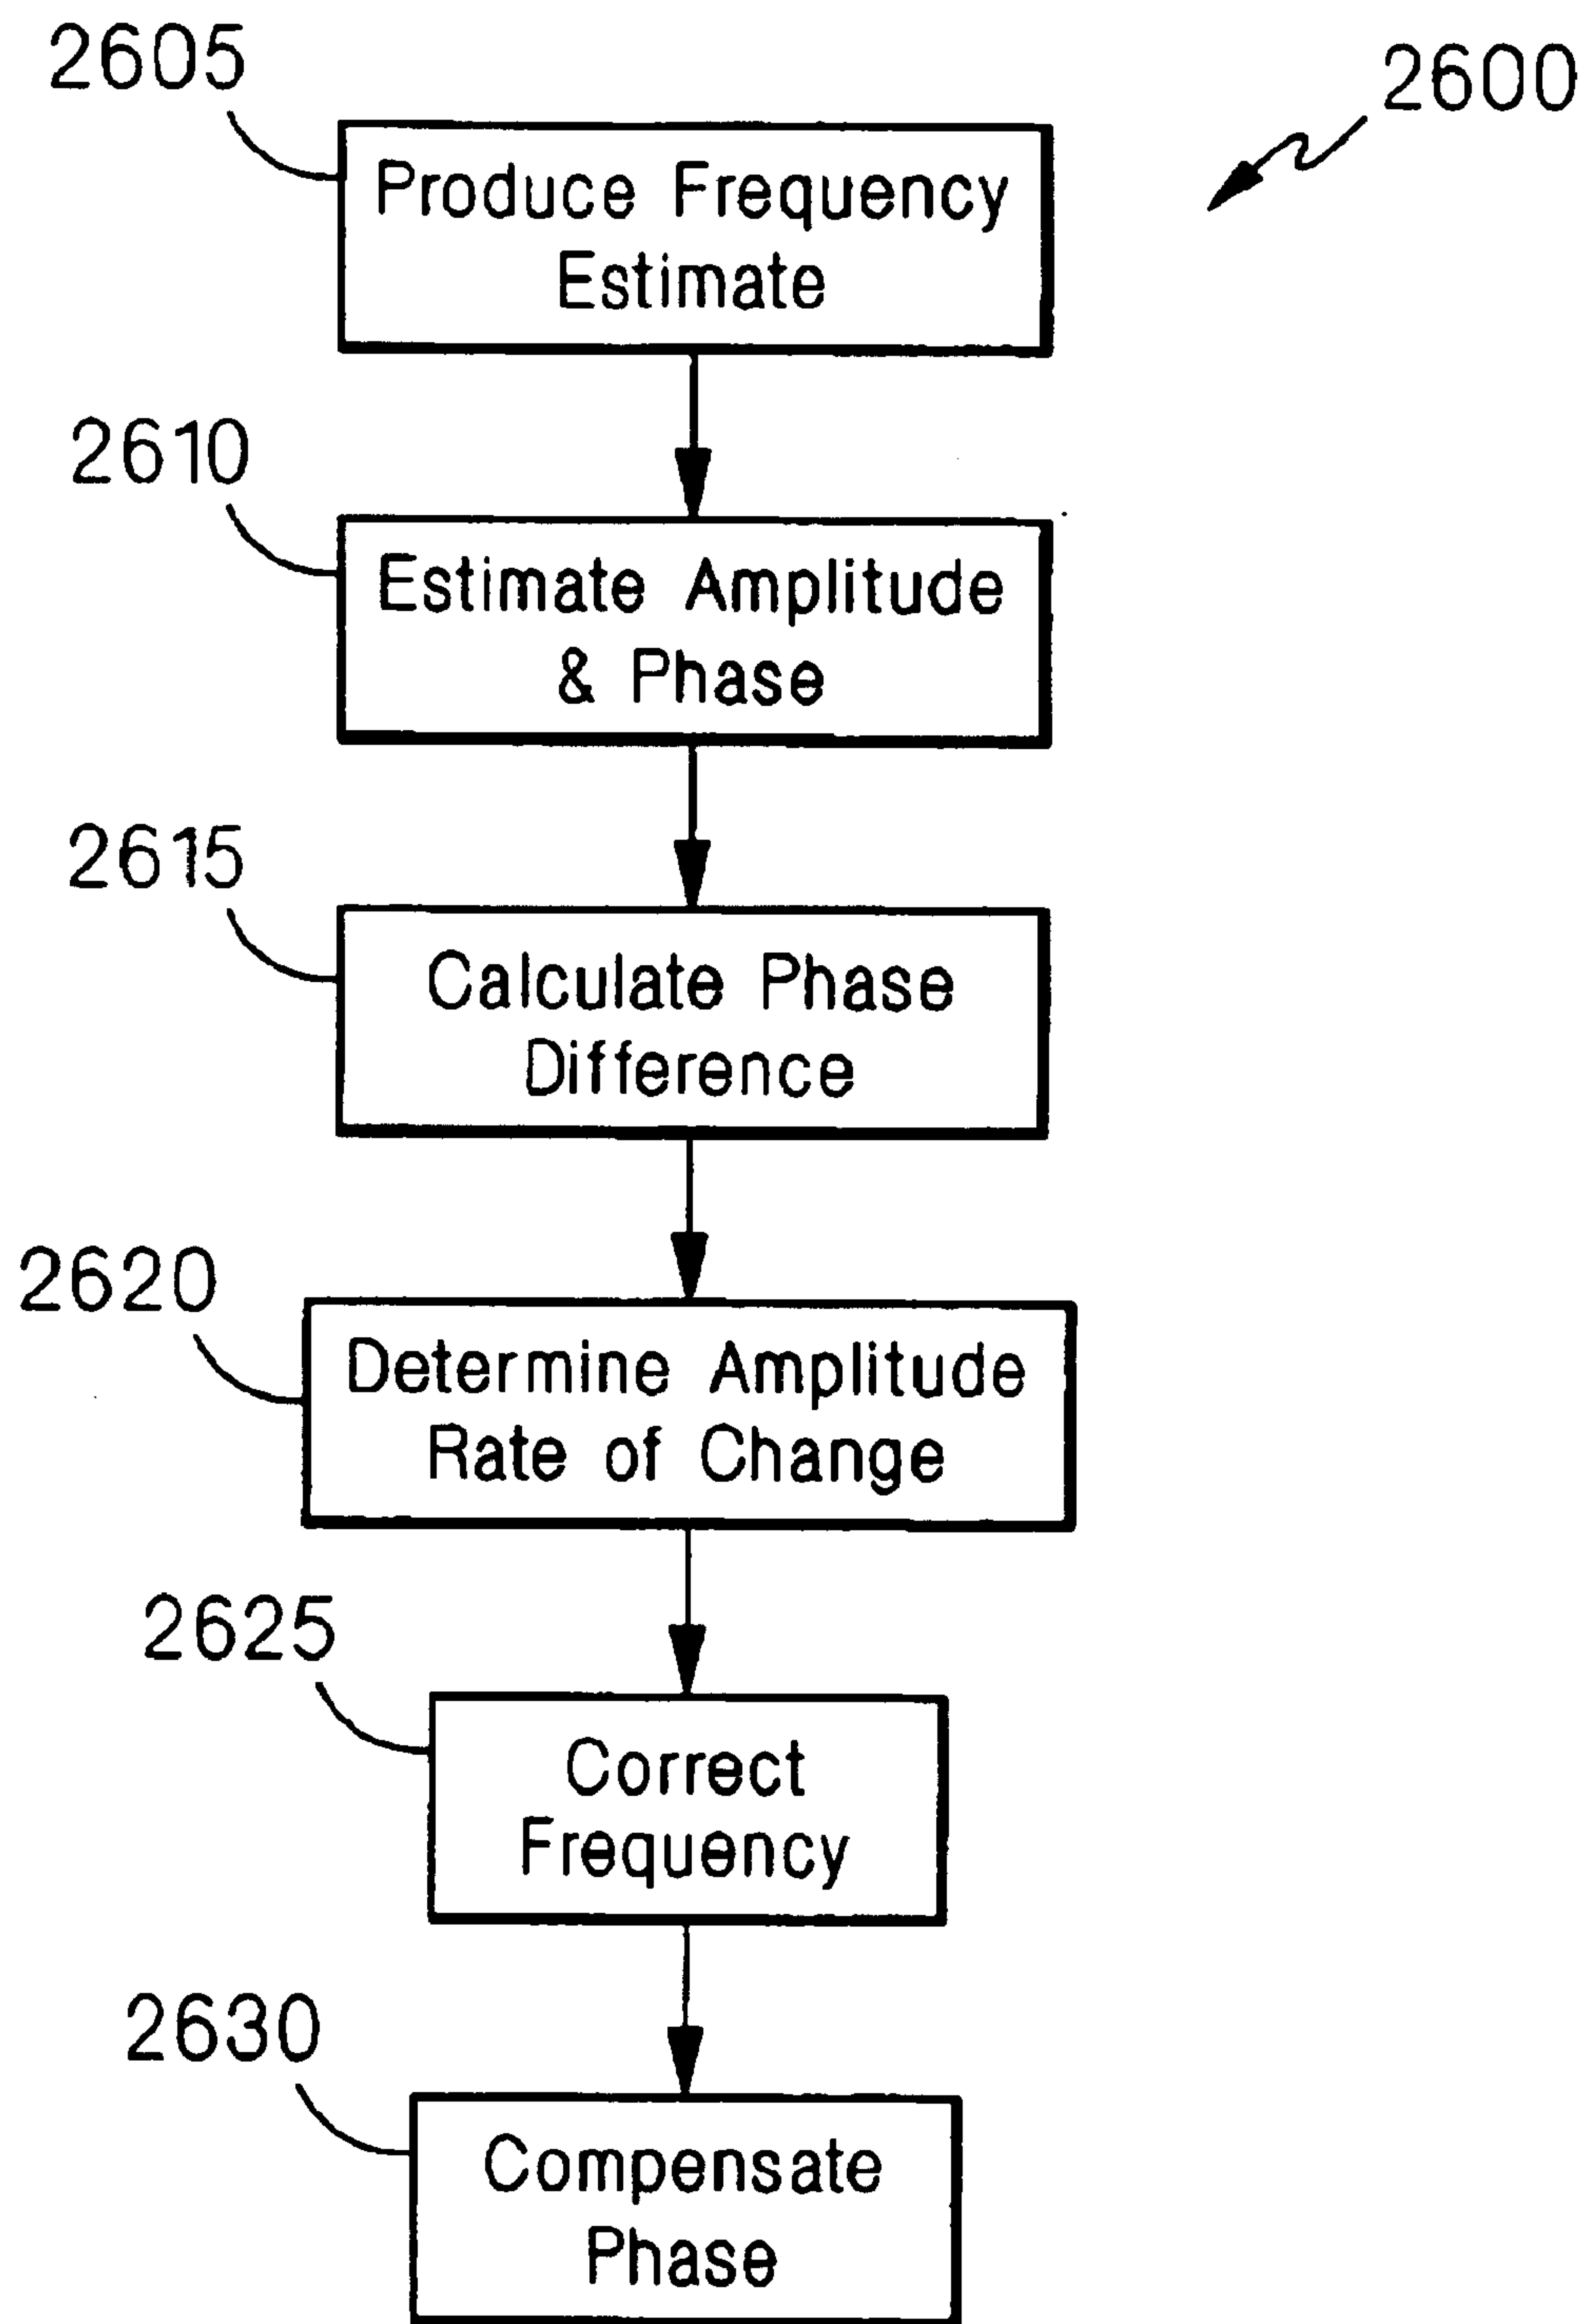 2600
2605
Produce Frequency
Estimate
2610
Estimate Amplitude
& Phase
2615
Calculate Phase
Difference
2620
Determine Amplitude
Rate of Change
2625
Correct
Frequency
2630
Compensate
Phase